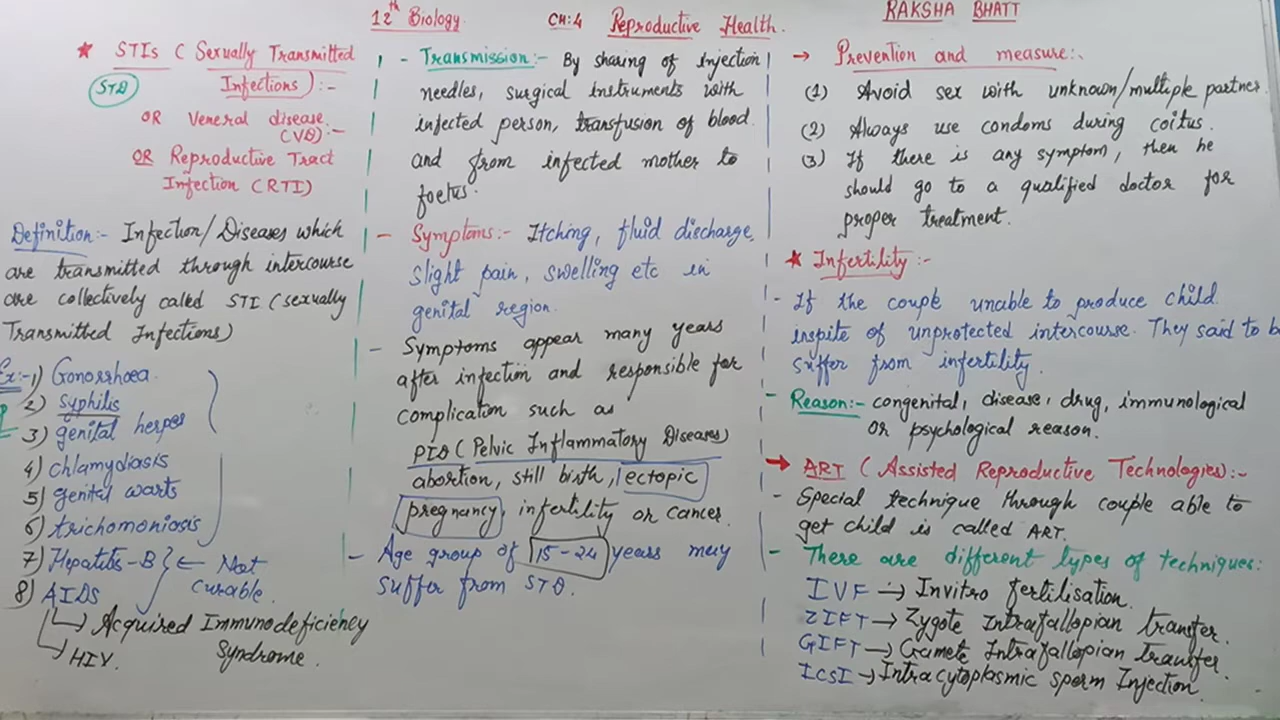 12th Biology. CH:4 Reproductive Health. RAKSHA BHATT
* STIs ( Sexually Transmitted
STD Infections) :-
OR Veneral disease.
(VD) :-
OR Reproductive Tract
Infection (RTI)
Definition:- Infection/Diseases which
are transmitted through intercourse
are collectively called STI (sexually
Transmitted Infections)
Ex:-1) Gonorrhoea.
2) Syphilis
3) genital herpes
4) chlamydiasis
5) genital warts
6) trichomoniosis
7) Hepatitis-B } ← Not
8) AIDS curable.
↳ Acquired Immunodeficiency
Syndrome.
↳ HIV.
- Transmission:- By sharing of injection
needles, surgical instruments with
infected person, transfusion of blood.
and from infected mother to
foetus.
- Symptoms:- Itching, fluid discharge,
slight pain, swelling etc in
genital region.
- Symptoms appear many years
after infection and responsible for
complication such as
PID (Pelvic Inflammatory Diseases)
abortion, still birth, ectopic
pregnancy, infertility or cancer.
- Age group of 15-24 years may
suffer from STD.
→ Prevention and measure:-
(1) Avoid sex with unknown/multiple partner.
(2) Always use condoms during coitus.
(3) If there is any symptom, then he
should go to a qualified doctor for
proper treatment.
* Infertility :-
- If the couple unable to produce child
inspite of unprotected intercourse. They said to b
suffer from infertility.
- Reason:- congenital, disease, drug, immunological
or psychological reason.
→ ART ( Assisted Reproductive Technologies:-
- Special technique through couple able to
get child is called ART.
- There are different types of techniques:
IVF → Invitro fertilisation.
ZIFT → Zygote Intrafallopian transfer.
GIFT → Gamete Intrafallopian Transfer.
ICSI → Intracytoplasmic sperm Injection